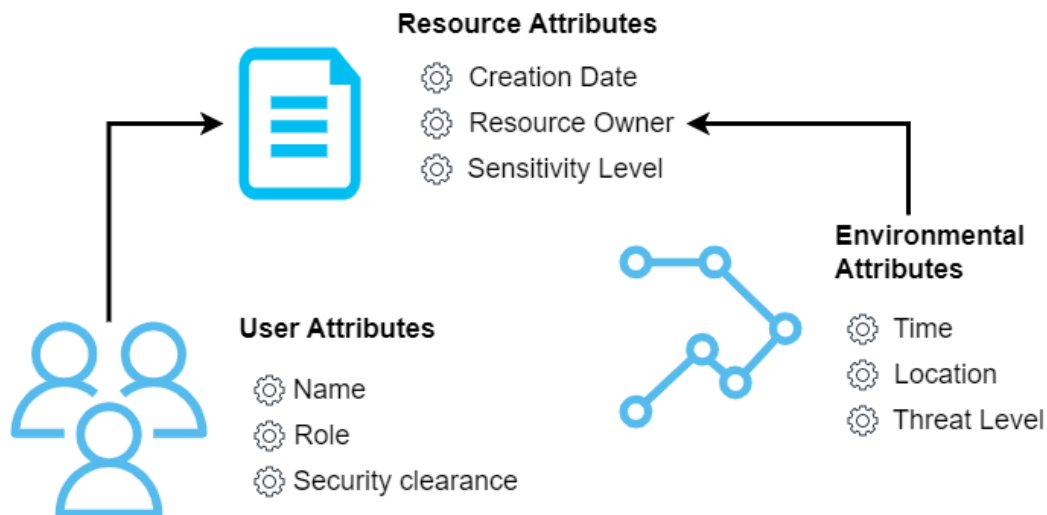 Resource Attributes
Creation Date
Resource Owner
Sensitivity Level
User Attributes
Name
Role
Security clearance
Environmental
Attributes
Time
Location
Threat Level